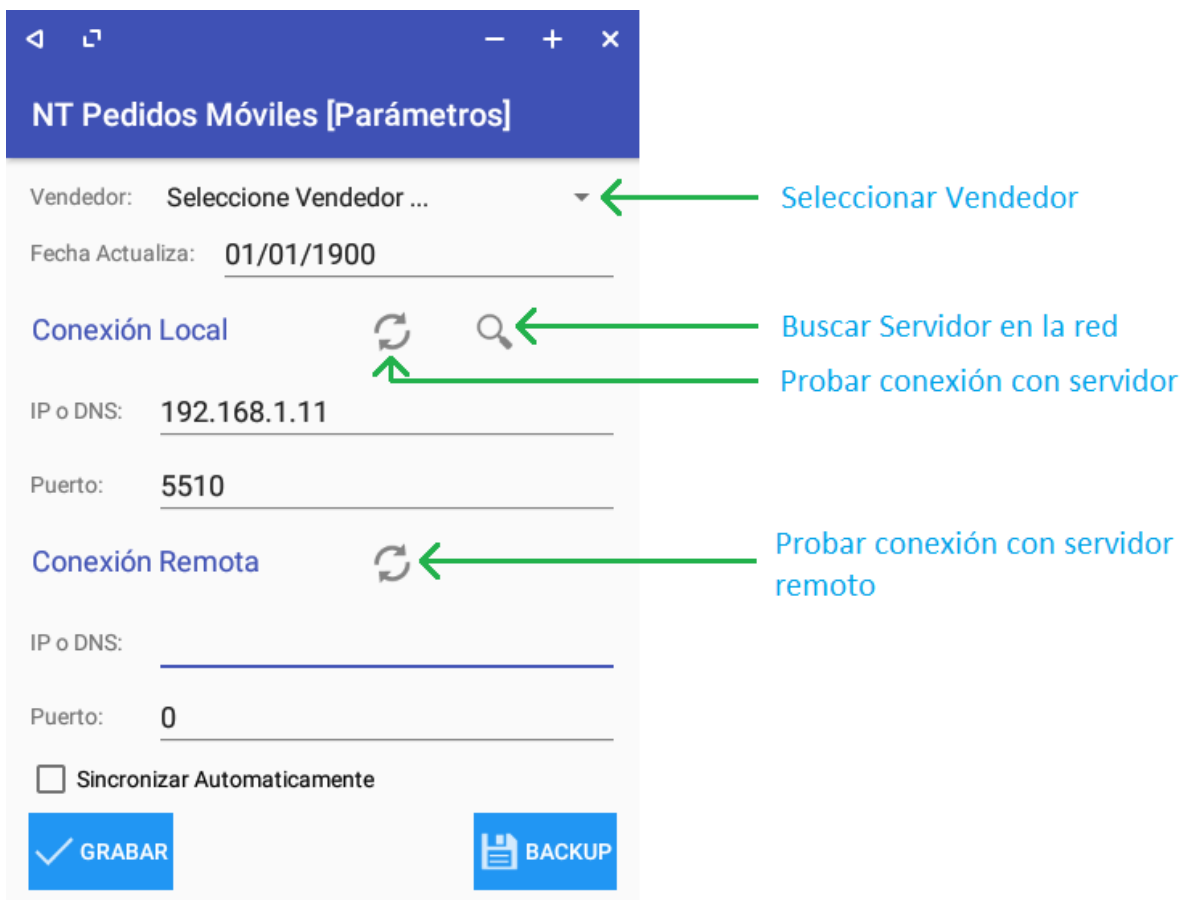 NT Pedidos Móviles [Parámetros]
Vendedor: Seleccione Vendedor ...
Seleccionar Vendedor
Fecha Actualiza: 01/01/1900
Conexión Local
Buscar Servidor en la red
Probar conexión con servidor
IP o DNS: 192.168.1.11
Puerto: 5510
Conexión Remota
Probar conexión con servidor
remoto
IP o DNS:
Puerto: 0
Sincronizar Automaticamente
GRABAR
BACKUP